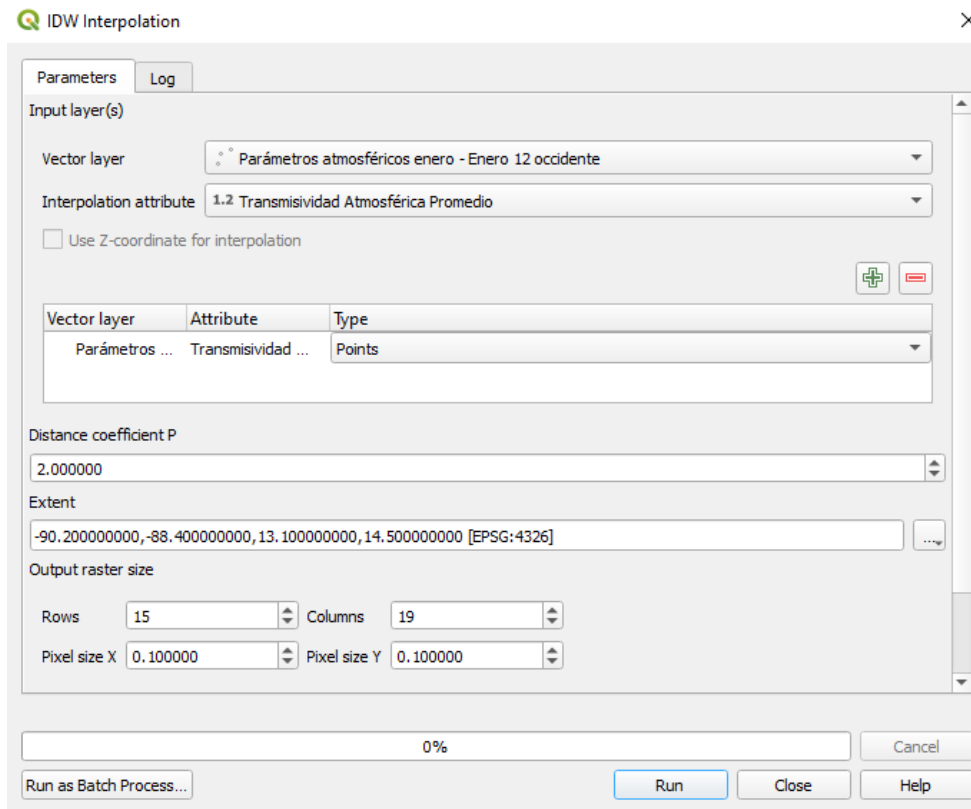 IDW Interpolation
Parameters Log
Input layer(s)
Vector layer Parámetros atmosféricos enero - Enero 12 occidente
Interpolation attribute 1.2 Transmisividad Atmosférica Promedio
Use Z-coordinate for interpolation
Vector layer Attribute Type
Parámetros ... Transmisividad ... Points
Distance coefficient P
2.000000
Extent
-90.200000000,-88.400000000,13.100000000,14.500000000 [EPSG:4326]
...
Output raster size
Rows 15 Columns 19
Pixel size X 0.100000 Pixel size Y 0.100000
0% Cancel
Run as Batch Process... Run Close Help